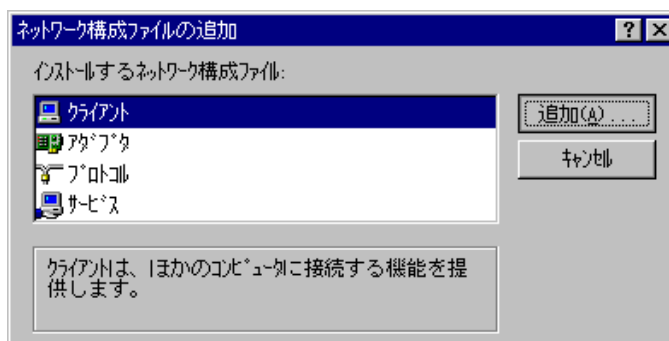 ネットワーク構成ファイルの追加
インストールするネットワーク構成ファイル:
クライアント
追加(A)...
アダプタ
キャンセル
プロトコル
サービス
クライアントは、ほかのコンピュータに接続する機能を提
供します。